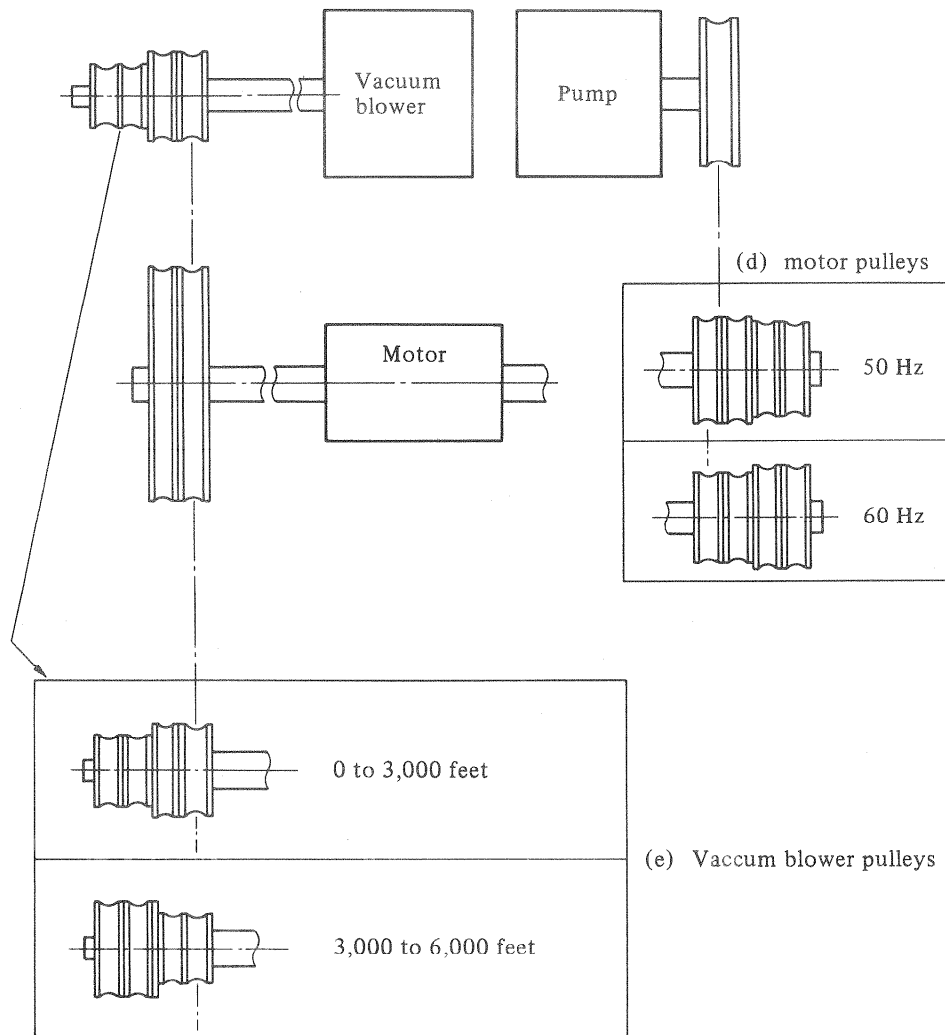 Vacuum
blower
Pump
(d) motor pulleys
Motor
50 Hz
60 Hz
0 to 3,000 feet
(e) Vaccum blower pulleys
3,000 to 6,000 feet